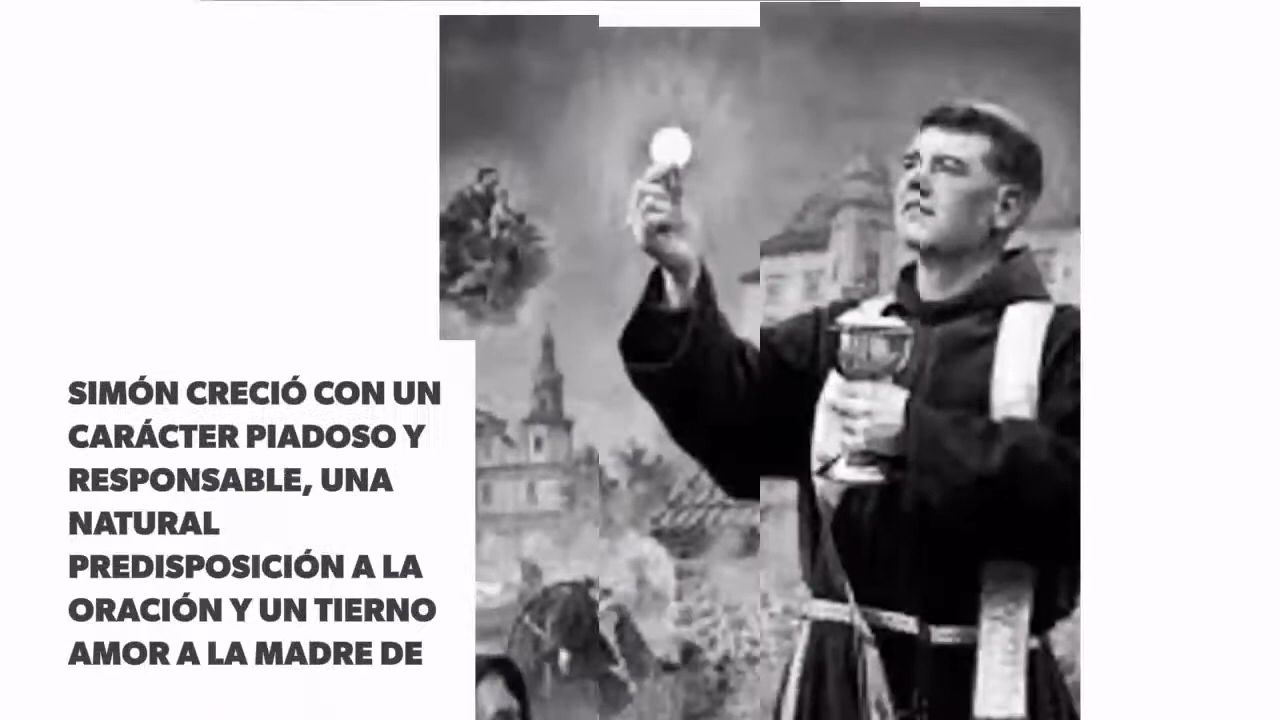 SIMÓN CRECIÓ CON UN
CARÁCTER PIADOSO Y
RESPONSABLE, UNA
NATURAL
PREDISPOSICIÓN A LA
ORACIÓN Y UN TIERNO
AMOR A LA MADRE DE